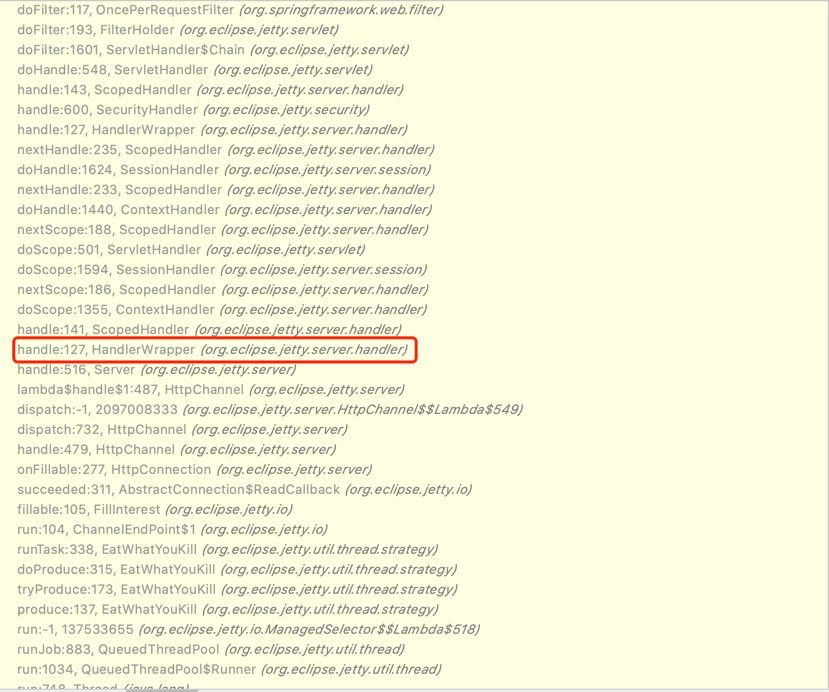 doFilter:117, OncePerRequestFilter (org.springframework.web.filter)
doFilter:193, FilterHolder (org.eclipse.jetty.servlet)
doFilter:1601, ServletHandler$Chain (org.eclipse.jetty.servlet)
doHandle:548, ServletHandler (org.eclipse.jetty.servlet)
handle:143, ScopedHandler (org.eclipse.jetty.server.handler)
handle:600, SecurityHandler (org.eclipse.jetty.security)
handle:127, HandlerWrapper (org.eclipse.jetty.server.handler)
nextHandle:235, ScopedHandler (org.eclipse.jetty.server.handler)
doHandle:1624, SessionHandler (org.eclipse.jetty.server.session)
nextHandle:233, ScopedHandler (org.eclipse.jetty.server.handler)
doHandle:1440, ContextHandler (org.eclipse.jetty.server.handler)
nextScope:188, ScopedHandler (org.eclipse.jetty.server.handler)
doScope:501, ServletHandler (org.eclipse.jetty.servlet)
doScope:1594, SessionHandler (org.eclipse.jetty.server.session)
nextScope:186, ScopedHandler (org.eclipse.jetty.server.handler)
doScope:1355, ContextHandler (org.eclipse.jetty.server.handler)
handle:141, ScopedHandler (org.eclipse.jetty.server.handler)
handle:127, HandlerWrapper (org.eclipse.jetty.server.handler)
handle:516, Server (org.eclipse.jetty.server)
lambda$handle$1:487, HttpChannel (org.eclipse.jetty.server)
dispatch:-1, 2097008333 (org.eclipse.jetty.server.HttpChannel$$Lambda$549)
dispatch:732, HttpChannel (org.eclipse.jetty.server)
handle:479, HttpChannel (org.eclipse.jetty.server)
onFillable:277, HttpConnection (org.eclipse.jetty.server)
succeeded:311, AbstractConnection$ReadCallback (org.eclipse.jetty.io)
fillable:105, FillInterest (org.eclipse.jetty.io)
run:104, ChannelEndPoint$1 (org.eclipse.jetty.io)
runTask:338, EatWhatYouKill (org.eclipse.jetty.util.thread.strategy)
doProduce:315, EatWhatYouKill (org.eclipse.jetty.util.thread.strategy)
tryProduce:173, EatWhatYouKill (org.eclipse.jetty.util.thread.strategy)
produce:137, EatWhatYouKill (org.eclipse.jetty.util.thread.strategy)
run:-1, 137533655 (org.eclipse.jetty.io.ManagedSelector$$Lambda$518)
runJob:883, QueuedThreadPool (org.eclipse.jetty.util.thread)
run:1034, QueuedThreadPool$Runner (org.eclipse.jetty.util.thread)
run:748, Thread (java.lang)